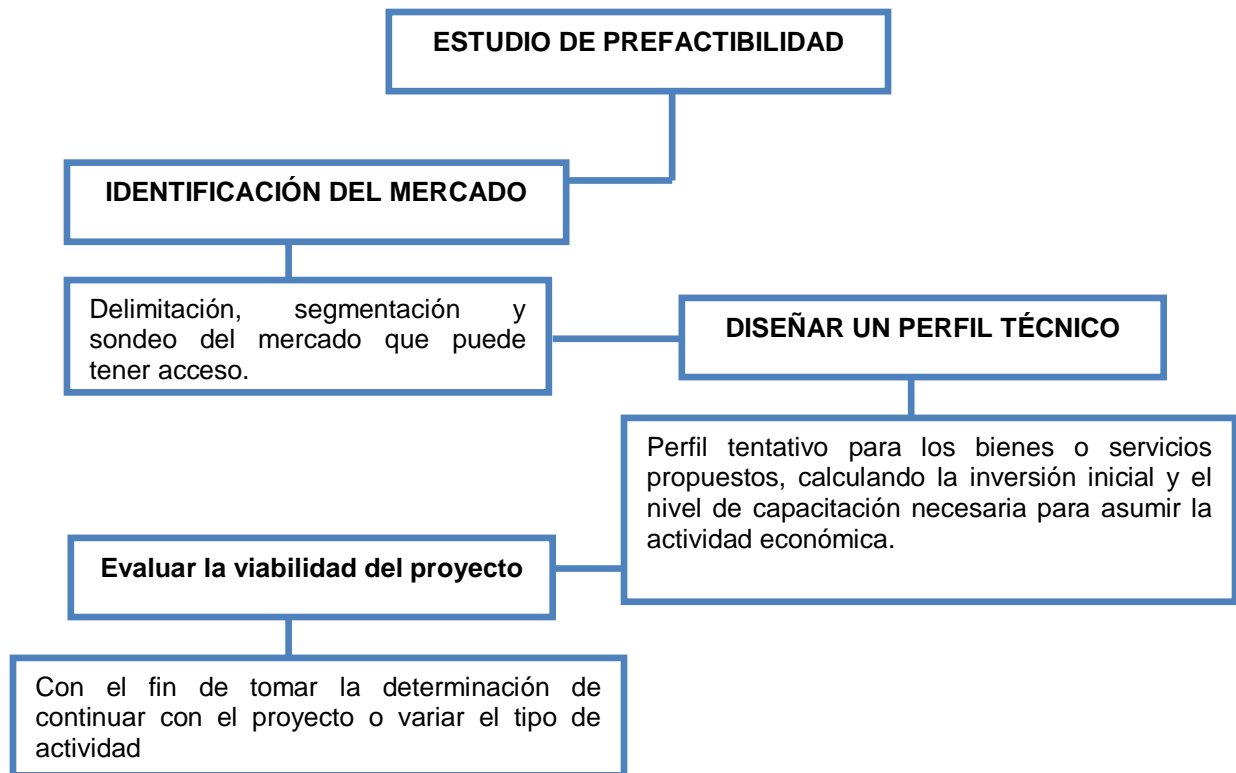 ESTUDIO DE PREFACTIBILIDAD
IDENTIFICACIÓN DEL MERCADO
Delimitación, segmentación y
sondeo del mercado que puede
tener acceso.
DISEÑAR UN PERFIL TÉCNICO
Perfil tentativo para los bienes o servicios
propuestos, calculando la inversión inicial y el
nivel de capacitación necesaria para asumir la
actividad económica.
Evaluar la viabilidad del proyecto
Con el fin de tomar la determinación de
continuar con el proyecto o variar el tipo de
actividad